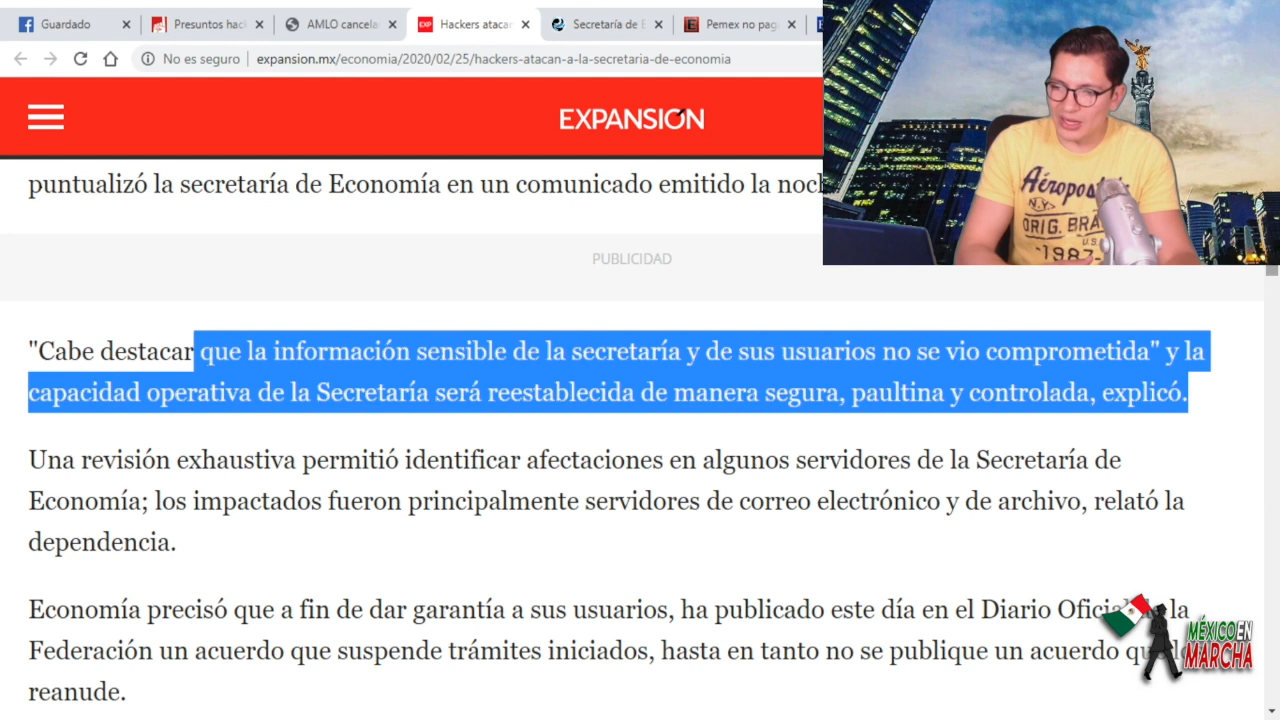 Guardado
Presuntos hac
AMLO cancela
EXP Hackers atacan
Secretaría de E
Pemex no pag
No es seguro
expansion.mx/economia/2020/02/25/hackers-atacan-a-la-secretaria-de-economia
EXPANSIÓN
Aéropos
N.Y.
ORIG. BRA
U.S.
-1987-
puntualizó la secretaría de Economía en un comunicado emitido la noch
PUBLICIDAD
"Cabe destacar que la información sensible de la secretaría y de sus usuarios no se vio comprometida" y la
capacidad operativa de la Secretaría será reestablecida de manera segura, paultina y controlada, explicó.
Una revisión exhaustiva permitió identificar afectaciones en algunos servidores de la Secretaría de
Economía; los impactados fueron principalmente servidores de correo electrónico y de archivo, relató la
dependencia.
Economía precisó que a fin de dar garantía a sus usuarios, ha publicado este día en el Diario Oficial de la
Federación un acuerdo que suspende trámites iniciados, hasta en tanto no se publique un acuerdo
reanude.
MÉXICO EN
MARCHA